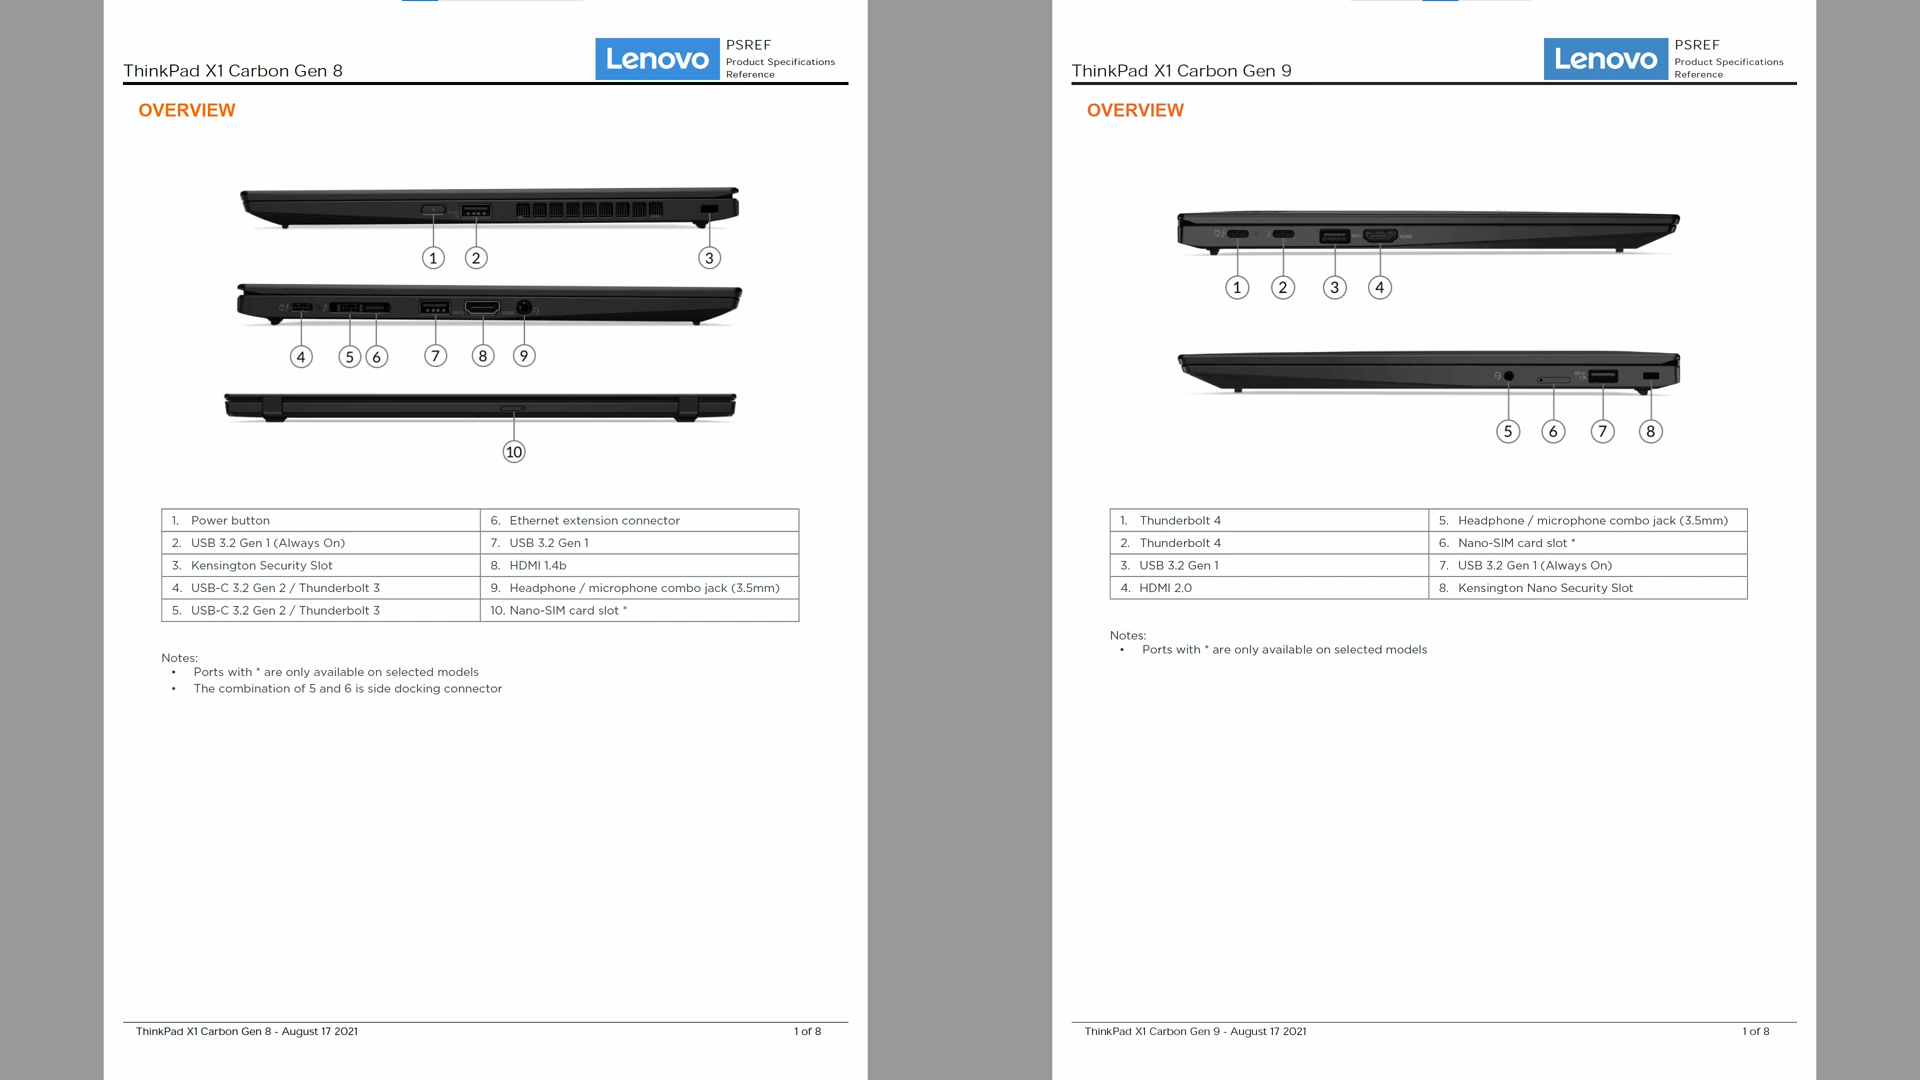 ThinkPad X1 Carbon Gen 8
Lenovo
PSREF
Product Specifications
Reference
OVERVIEW
1
2
3
4
5
6
7
8
9
10
1. Power button
2. USB 3.2 Gen 1 (Always On)
3. Kensington Security Slot
4. USB-C 3.2 Gen 2 / Thunderbolt 3
5. USB-C 3.2 Gen 2 / Thunderbolt 3
6. Ethernet extension connector
7. USB 3.2 Gen 1
8. HDMI 1.4b
9. Headphone / microphone combo jack (3.5mm)
10. Nano-SIM card slot *
Notes:
• Ports with * are only available on selected models
• The combination of 5 and 6 is side docking connector
ThinkPad X1 Carbon Gen 8 - August 17 2021
1 of 8
ThinkPad X1 Carbon Gen 9
Lenovo
PSREF
Product Specifications
Reference
OVERVIEW
1
2
3
4
5
6
7
8
1. Thunderbolt 4
2. Thunderbolt 4
3. USB 3.2 Gen 1
4. HDMI 2.0
5. Headphone / microphone combo jack (3.5mm)
6. Nano-SIM card slot *
7. USB 3.2 Gen 1 (Always On)
8. Kensington Nano Security Slot
Notes:
• Ports with * are only available on selected models
ThinkPad X1 Carbon Gen 9 - August 17 2021
1 of 8